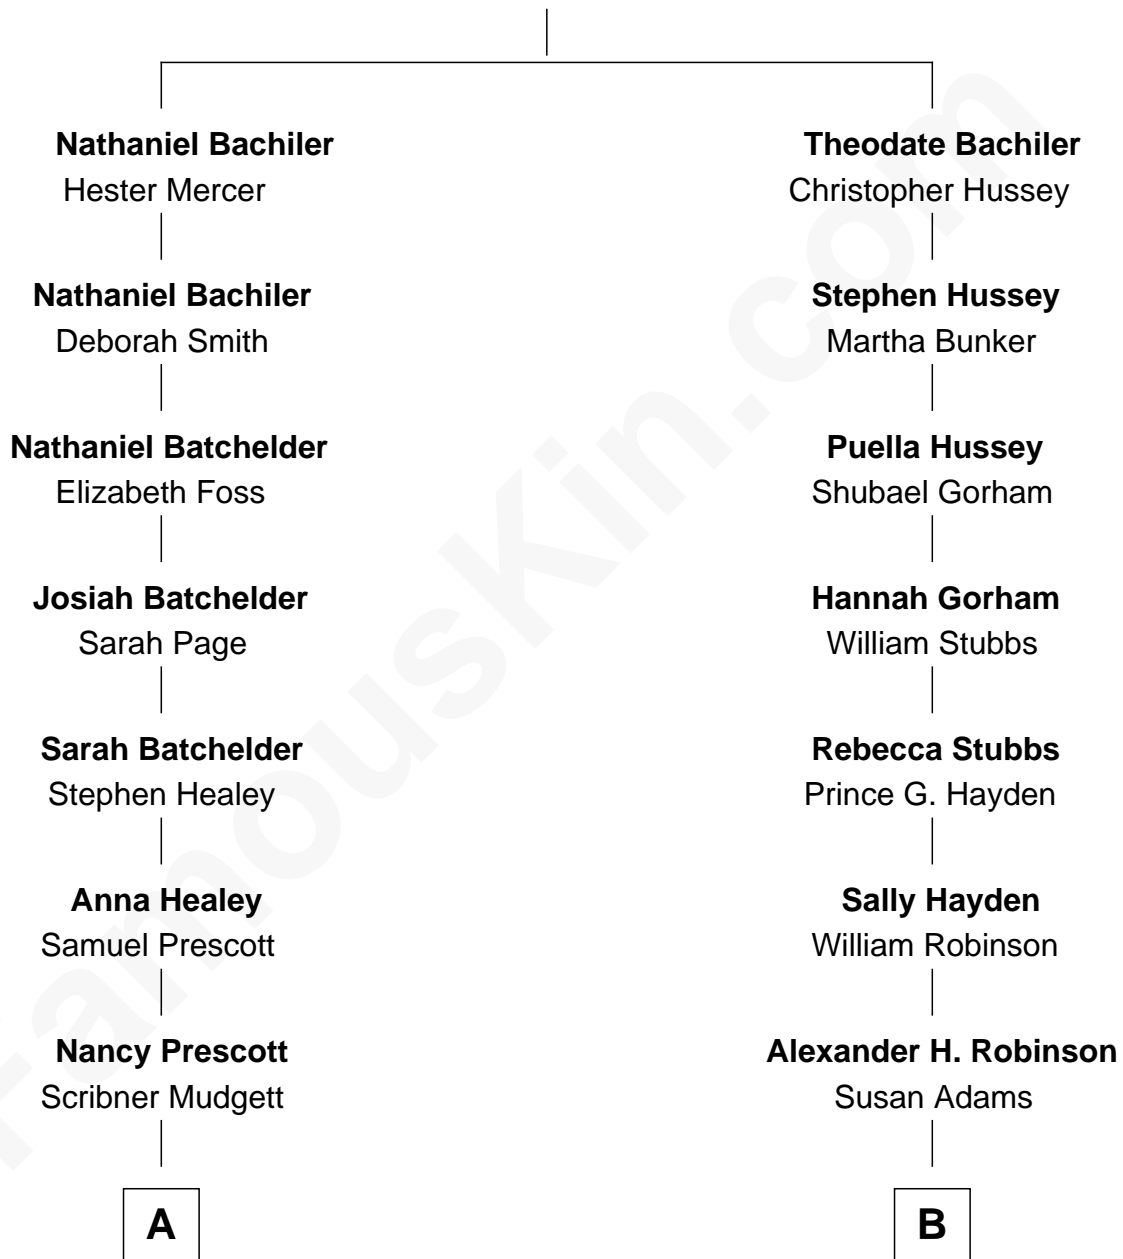 Nathaniel Bachiler
Hester Mercer
Nathaniel Bachiler
Deborah Smith
Nathaniel Batchelder
Elizabeth Foss
Josiah Batchelder
Sarah Page
Sarah Batchelder
Stephen Healey
Anna Healey
Samuel Prescott
Nancy Prescott
Scribner Mudgett
A
Theodate Bachiler
Christopher Hussey
Stephen Hussey
Martha Bunker
Puella Hussey
Shubael Gorham
Hannah Gorham
William Stubbs
Rebecca Stubbs
Prince G. Hayden
Sally Hayden
William Robinson
Alexander H. Robinson
Susan Adams
B
FamousKin.com